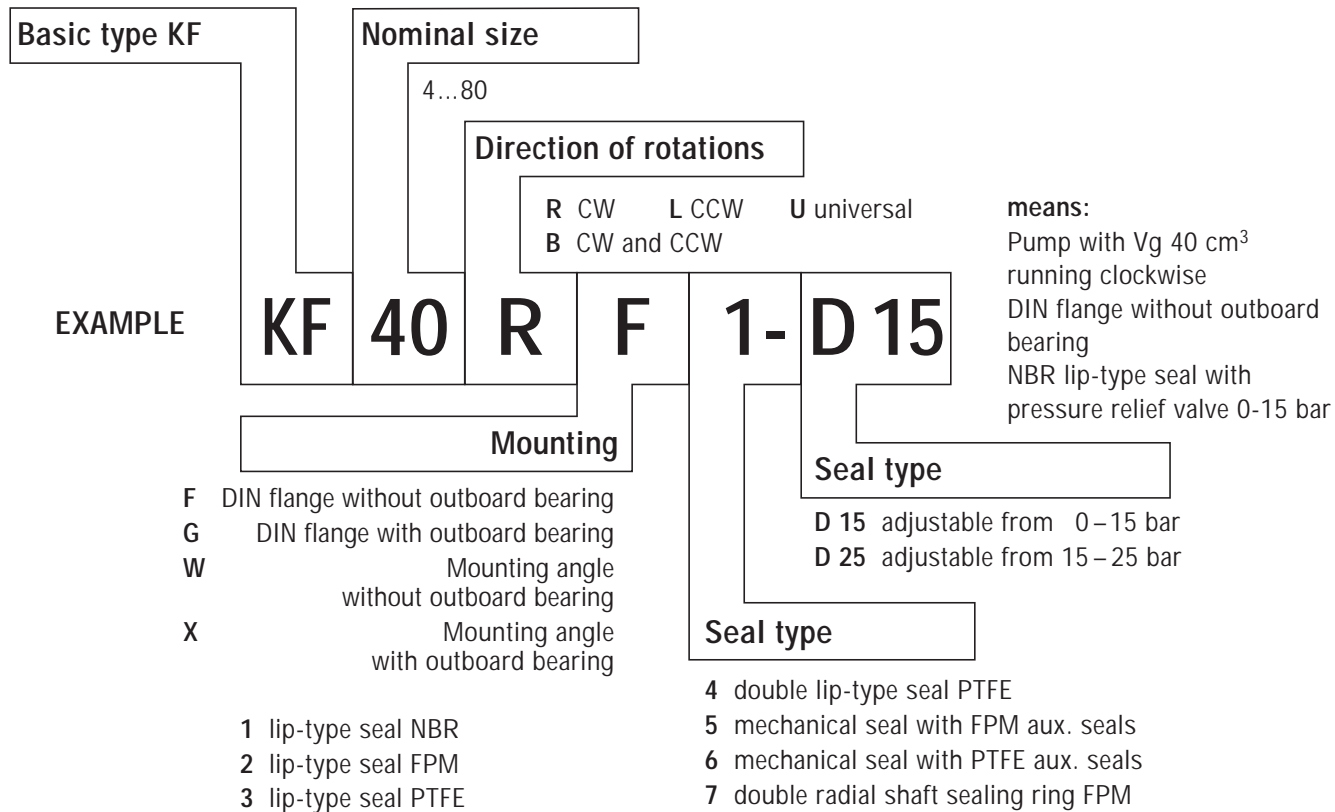 Basic type KF
Nominal size
4...80
Direction of rotations
R CW L CCW U universal
B CW and CCW
means:
Pump with Vg 40 cm³
running clockwise
DIN flange without outboard
bearing
NBR lip-type seal with
pressure relief valve 0-15 bar
EXAMPLE KF 40 R F 1- D 15
Mounting
F DIN flange without outboard bearing
G DIN flange with outboard bearing
W Mounting angle
without outboard bearing
X Mounting angle
with outboard bearing
Seal type
D 15 adjustable from 0–15 bar
D 25 adjustable from 15–25 bar
Seal type
1 lip-type seal NBR
2 lip-type seal FPM
3 lip-type seal PTFE
4 double lip-type seal PTFE
5 mechanical seal with FPM aux. seals
6 mechanical seal with PTFE aux. seals
7 double radial shaft sealing ring FPM